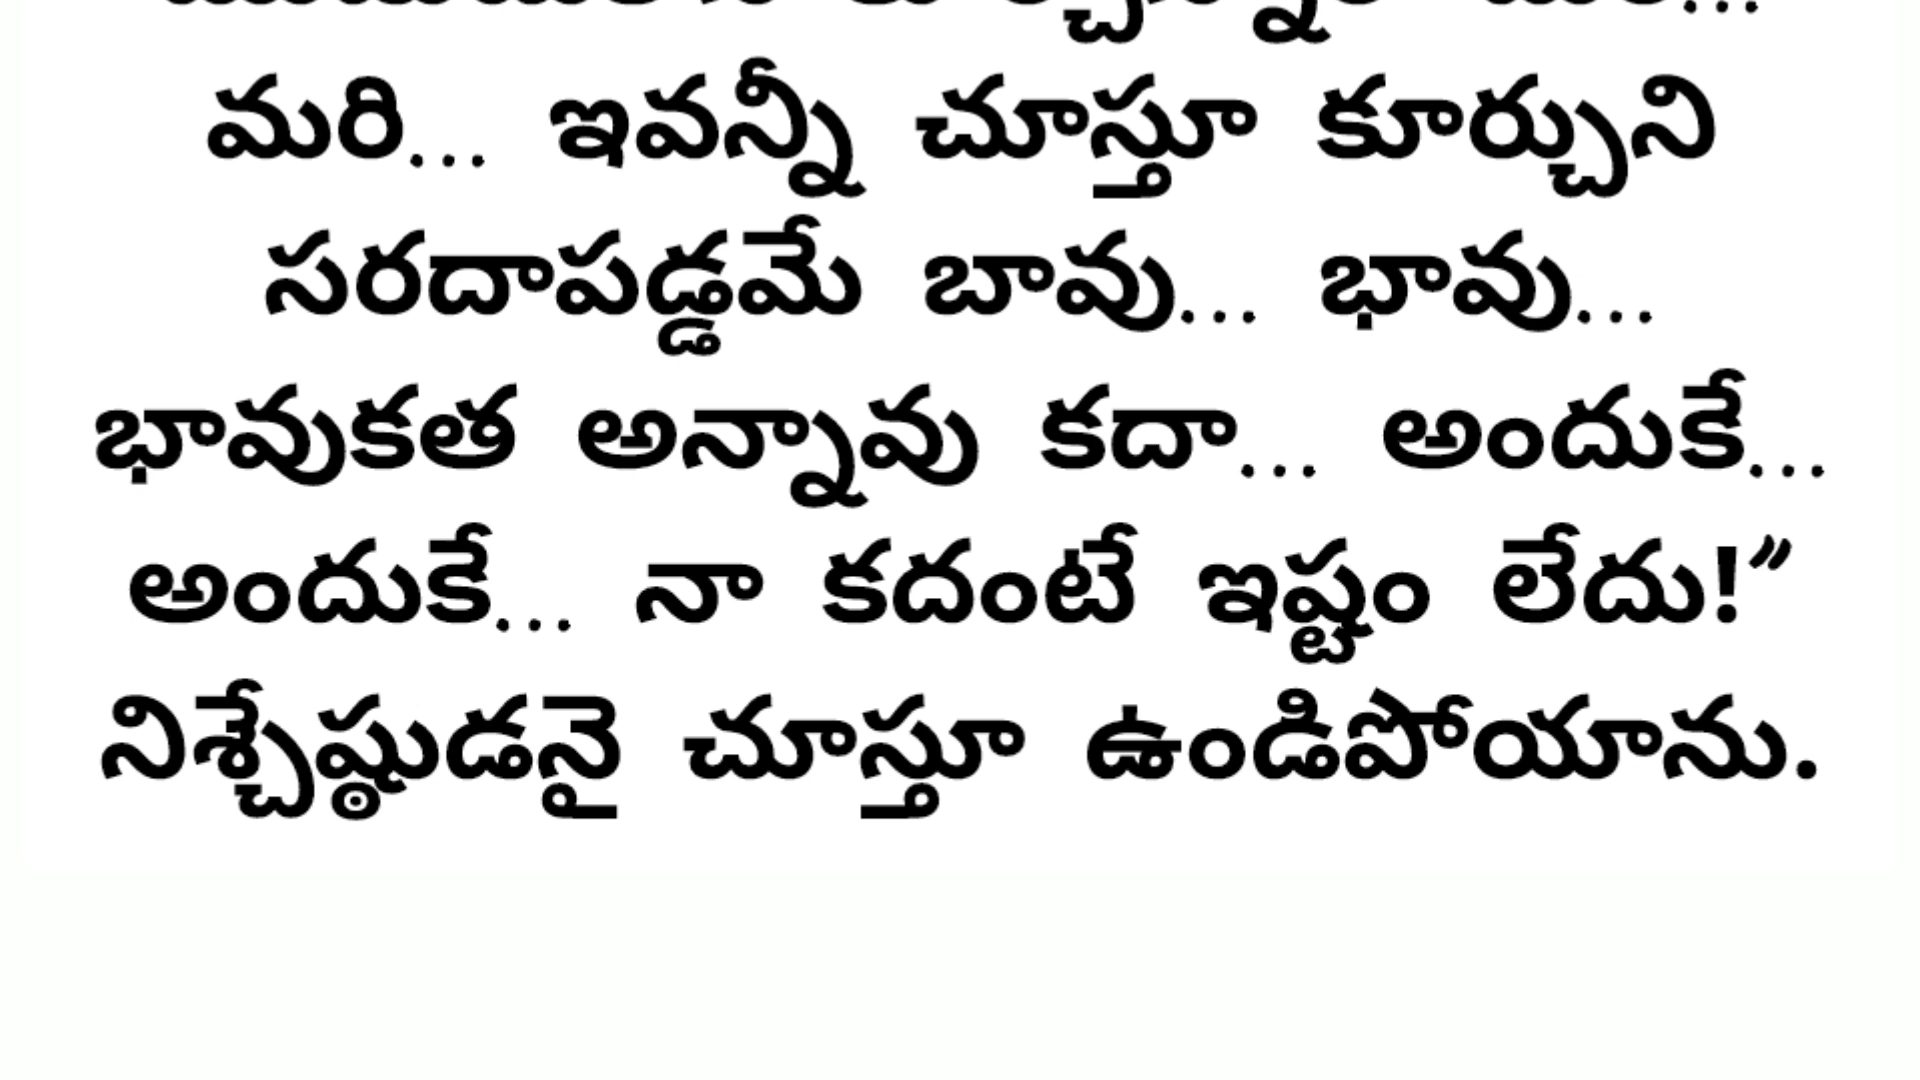 మరి... ఇవన్నీ చూస్తూ కూర్చుని
సరదాపడ్డమే బావు... భావు...
భావుకత అన్నావు కదా... అందుకే...
అందుకే... నా కదంటే ఇష్టం లేదు!”
నిశ్చేష్ఠుడనై చూస్తూ ఉండిపోయాను.